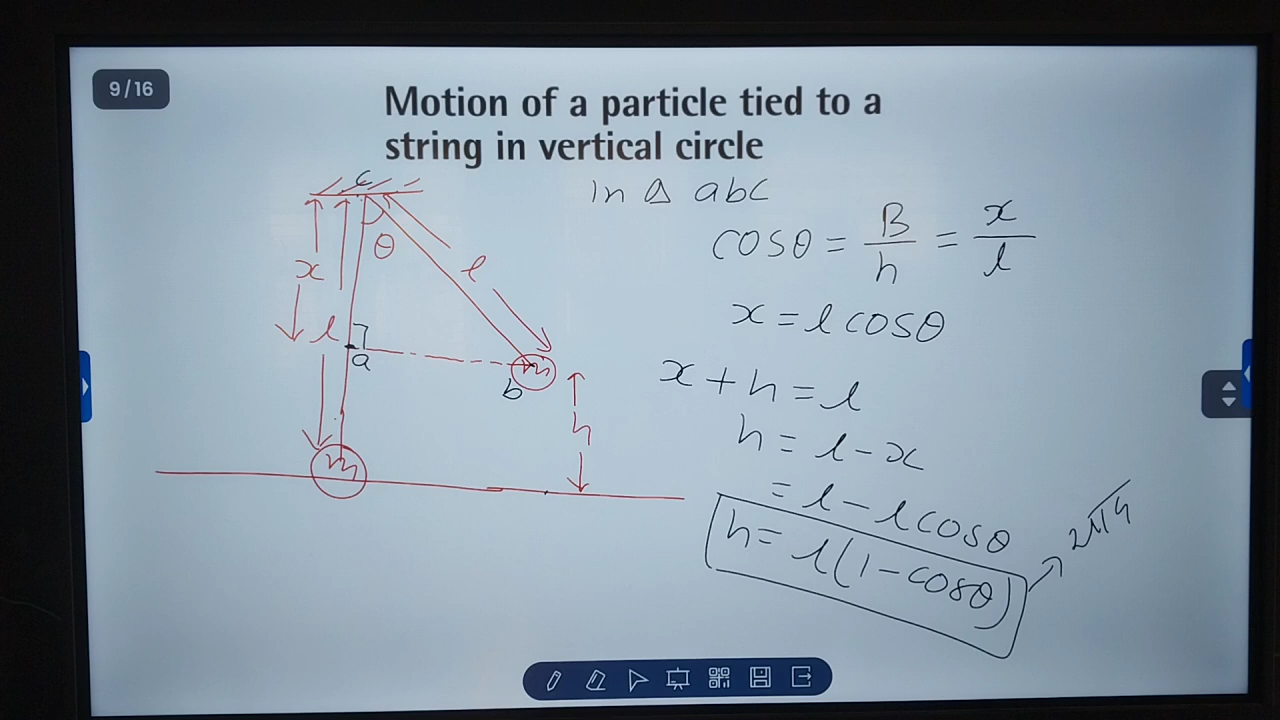 9/16
Motion of a particle tied to a
string in vertical circle
c
θ
x
l
l
a
b
m
m
h
In Δ abc
cosθ = B/h = x/l
x = l cosθ
x + h = l
h = l - x
= l - l cosθ
h = l(1 - cosθ)